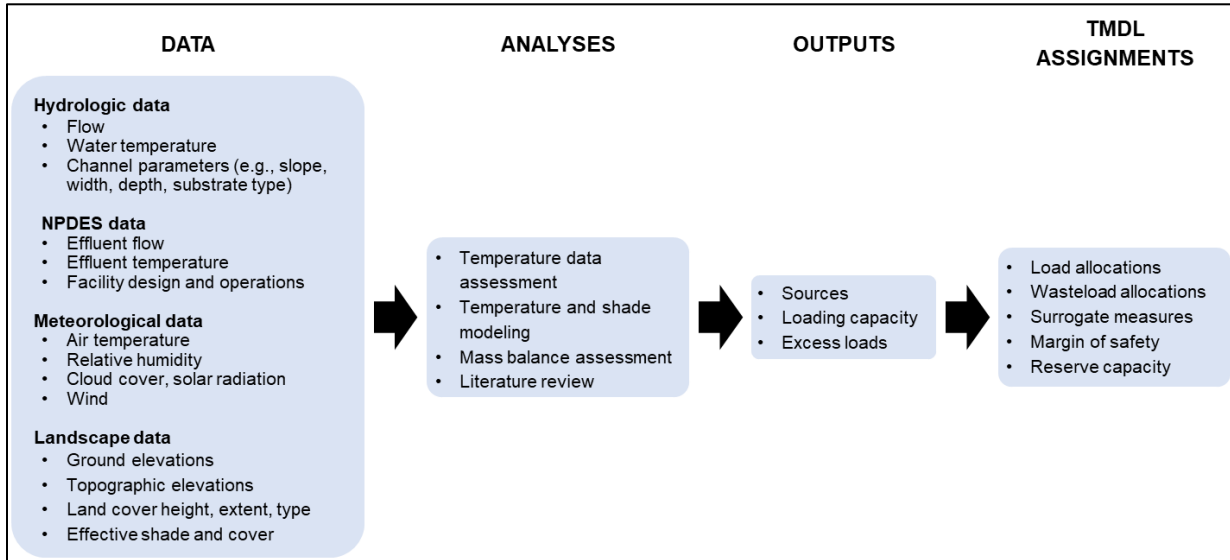 DATA
Hydrologic data
• Flow
• Water temperature
• Channel parameters (e.g., slope,
width, depth, substrate type)
NPDES data
• Effluent flow
• Effluent temperature
• Facility design and operations
Meteorological data
• Air temperature
• Relative humidity
• Cloud cover, solar radiation
• Wind
Landscape data
• Ground elevations
• Topographic elevations
• Land cover height, extent, type
• Effective shade and cover
ANALYSES
• Temperature data
assessment
• Temperature and shade
modeling
• Mass balance assessment
• Literature review
OUTPUTS
• Sources
• Loading capacity
• Excess loads
TMDL
ASSIGNMENTS
• Load allocations
• Wasteload allocations
• Surrogate measures
• Margin of safety
• Reserve capacity